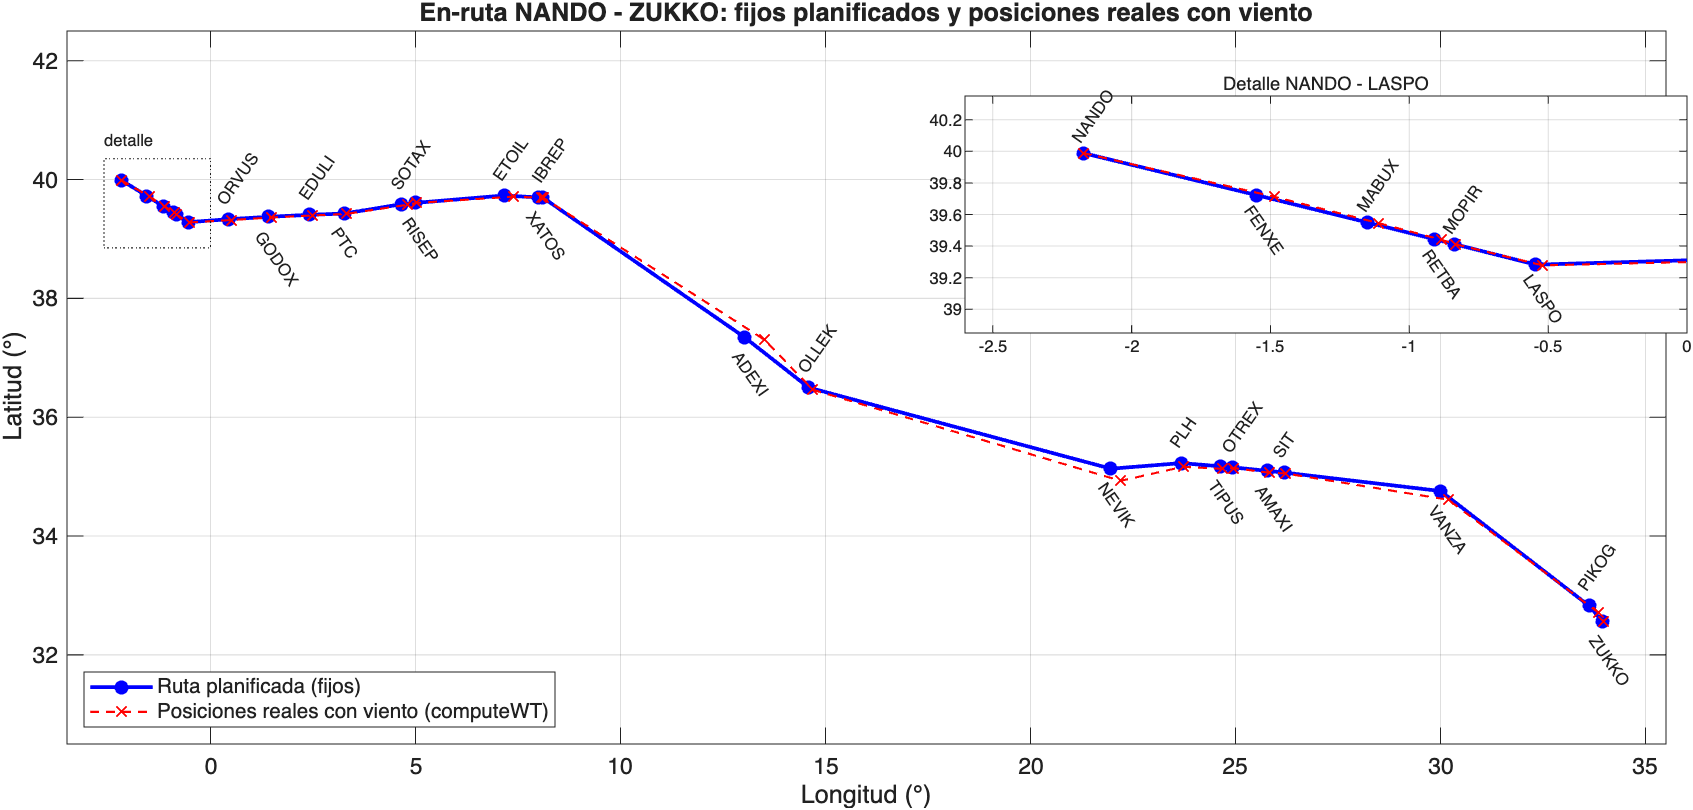 En-ruta NANDO - ZUKKO: fijos planificados y posiciones reales con viento
Detalle NANDO - LASPO
42
40
38
36
34
32
Latitud (°)
0
5
10
15
20
25
30
35
Longitud (°)
detalle
ORVUS
GODOX
EDULI
PTC
SOTAX
RISEP
ETOIL
IBREP
XATOS
ADEXI
OLLEK
NEVIK
PLH
TIPUS
OTREX
AMAXI
SIT
VANZA
PIKOG
ZUKKO
40.2
40
39.8
39.6
39.4
39.2
39
-2.5
-2
-1.5
-1
-0.5
0
NANDO
FENXE
MABUX
RETBA
MOPIR
LASPO
Ruta planificada (fijos)
Posiciones reales con viento (computeWT)